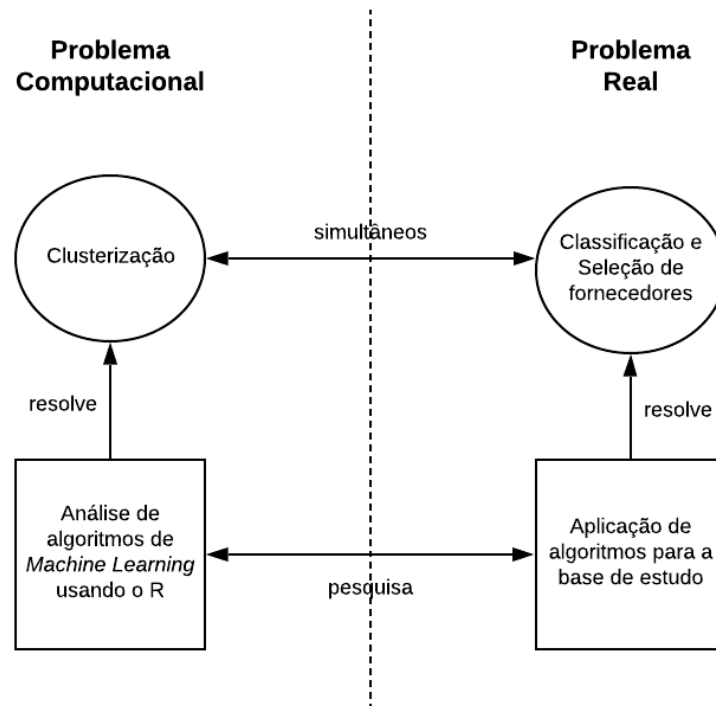 Problema
Computacional
Problema
Real
simultâneos
Clusterização
Classificação e
Seleção de
fornecedores
resolve
resolve
Análise de
algoritmos de
Machine Learning
usando o R
Aplicação de
algoritmos para a
base de estudo
pesquisa